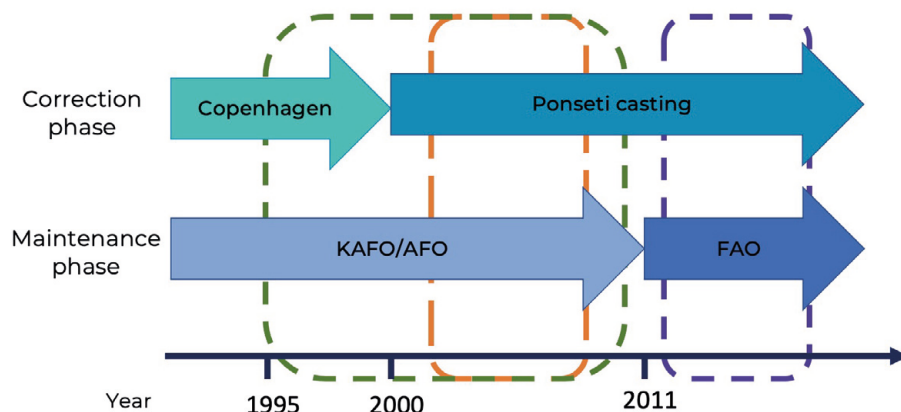 Correction
phase
Copenhagen
Ponseti casting
Maintenance
phase
KAFO/AFO
FAO
Year
1995
2000
2011